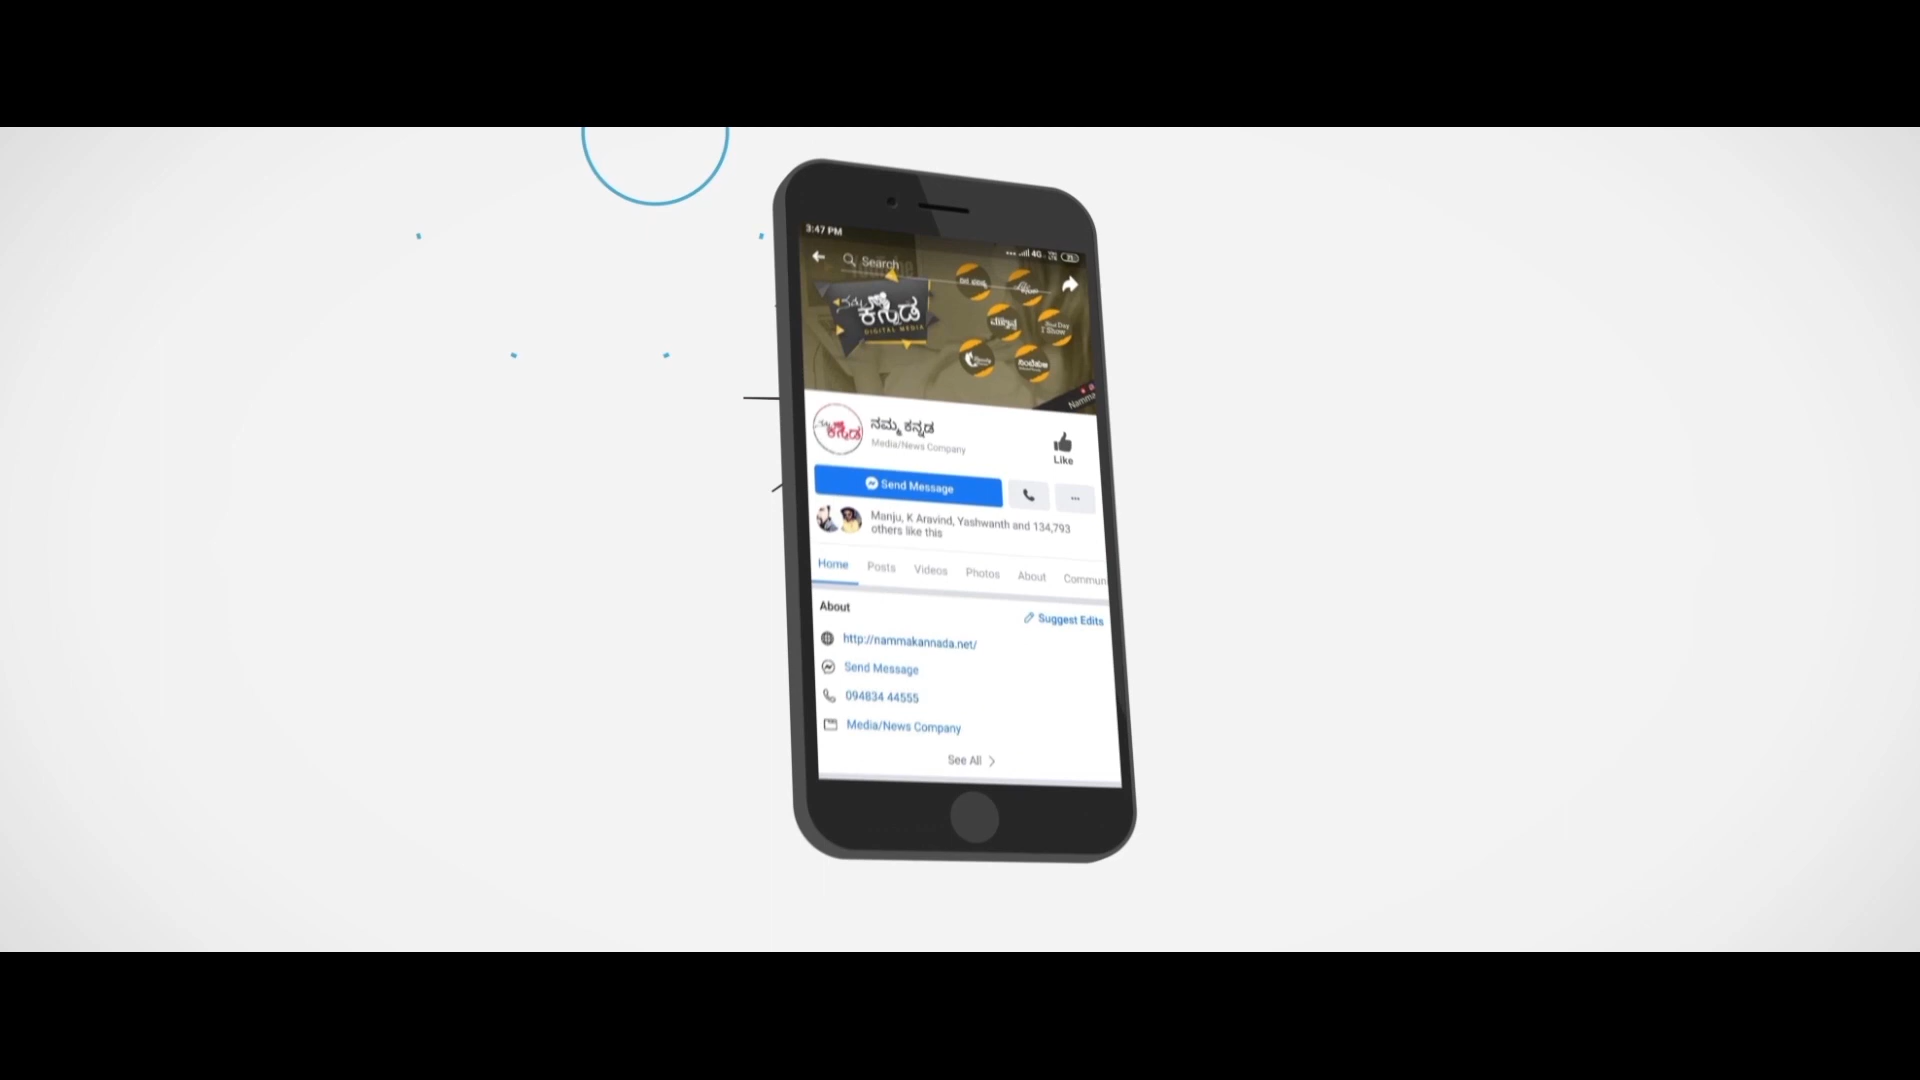 3:47 PM
4G
Search
ನಮ್ಮ
ಕನ್ನಡ
DIGITAL MEDIA
Namma
ನಮ್ಮ ಕನ್ನಡ
Media/News Company
Like
Send Message
Manju, K Aravind, Yashwanth and 134,793
others like this
Home Posts Videos Photos About Commun
About
Suggest Edits
http://nammakannada.net/
Send Message
094834 44555
Media/News Company
See All